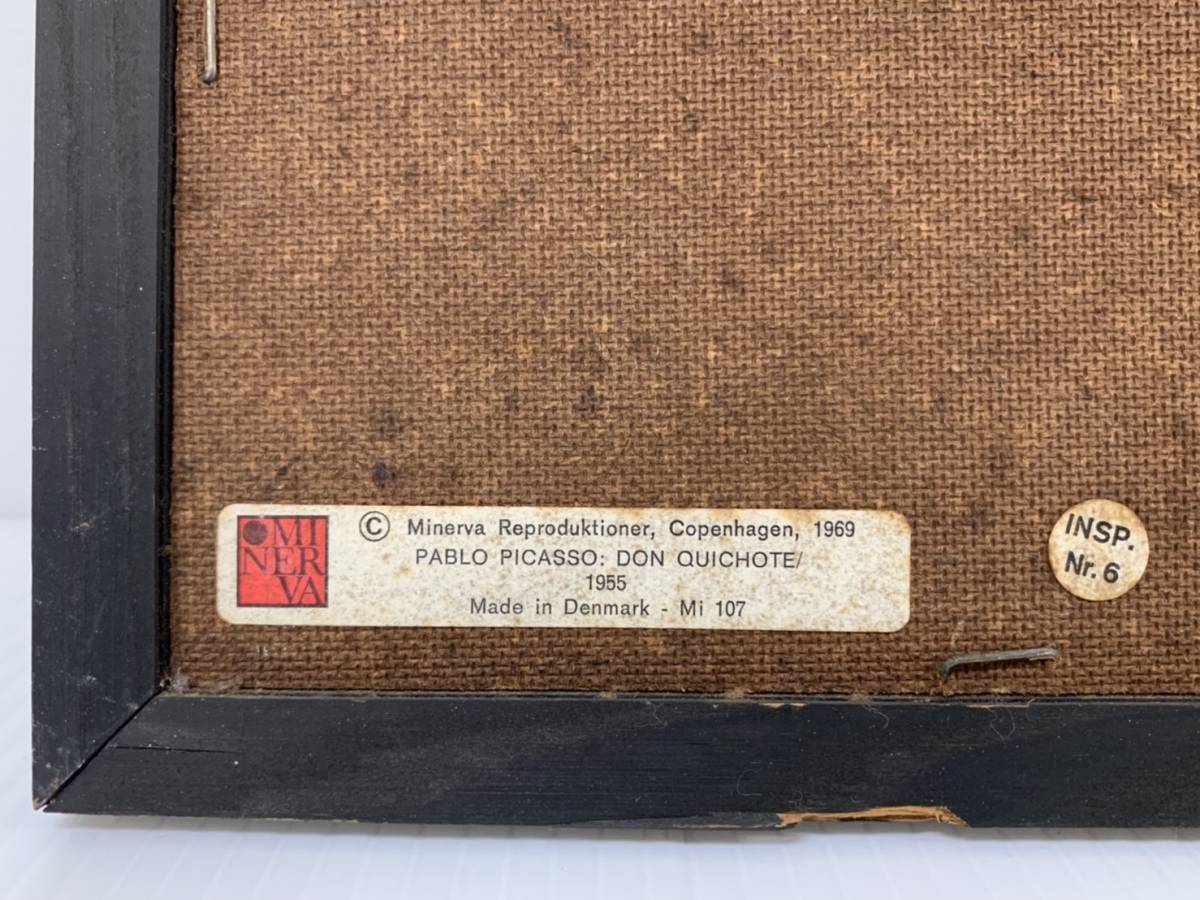 MI
NER
VA
© Minerva Reproduktioner, Copenhagen, 1969
PABLO PICASSO: DON QUICHOTE/
1955
Made in Denmark - Mi 107
INSP.
Nr. 6